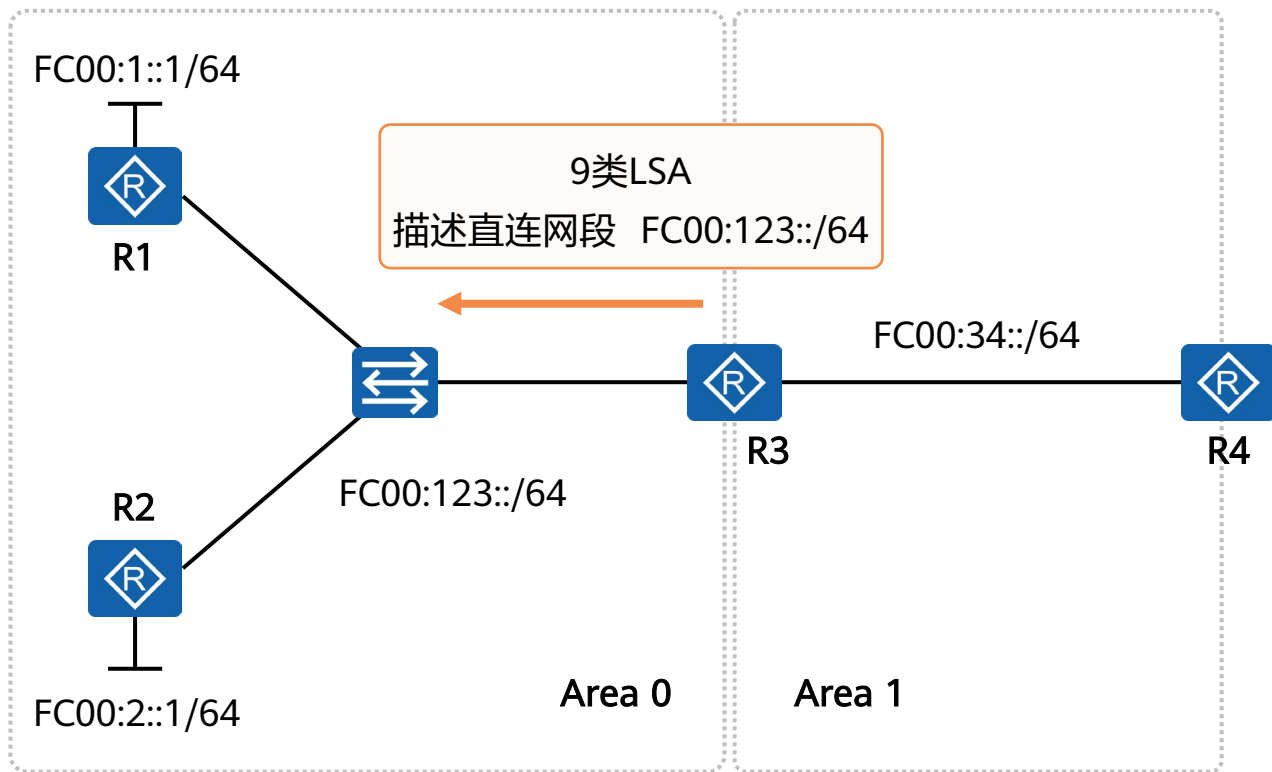 FC00:1::1/64
R
R1
9类LSA
描述直连网段 FC00:123::/64
FC00:34::/64
R
R3
R
R4
FC00:123::/64
R2
R
FC00:2::1/64
Area 0
Area 1